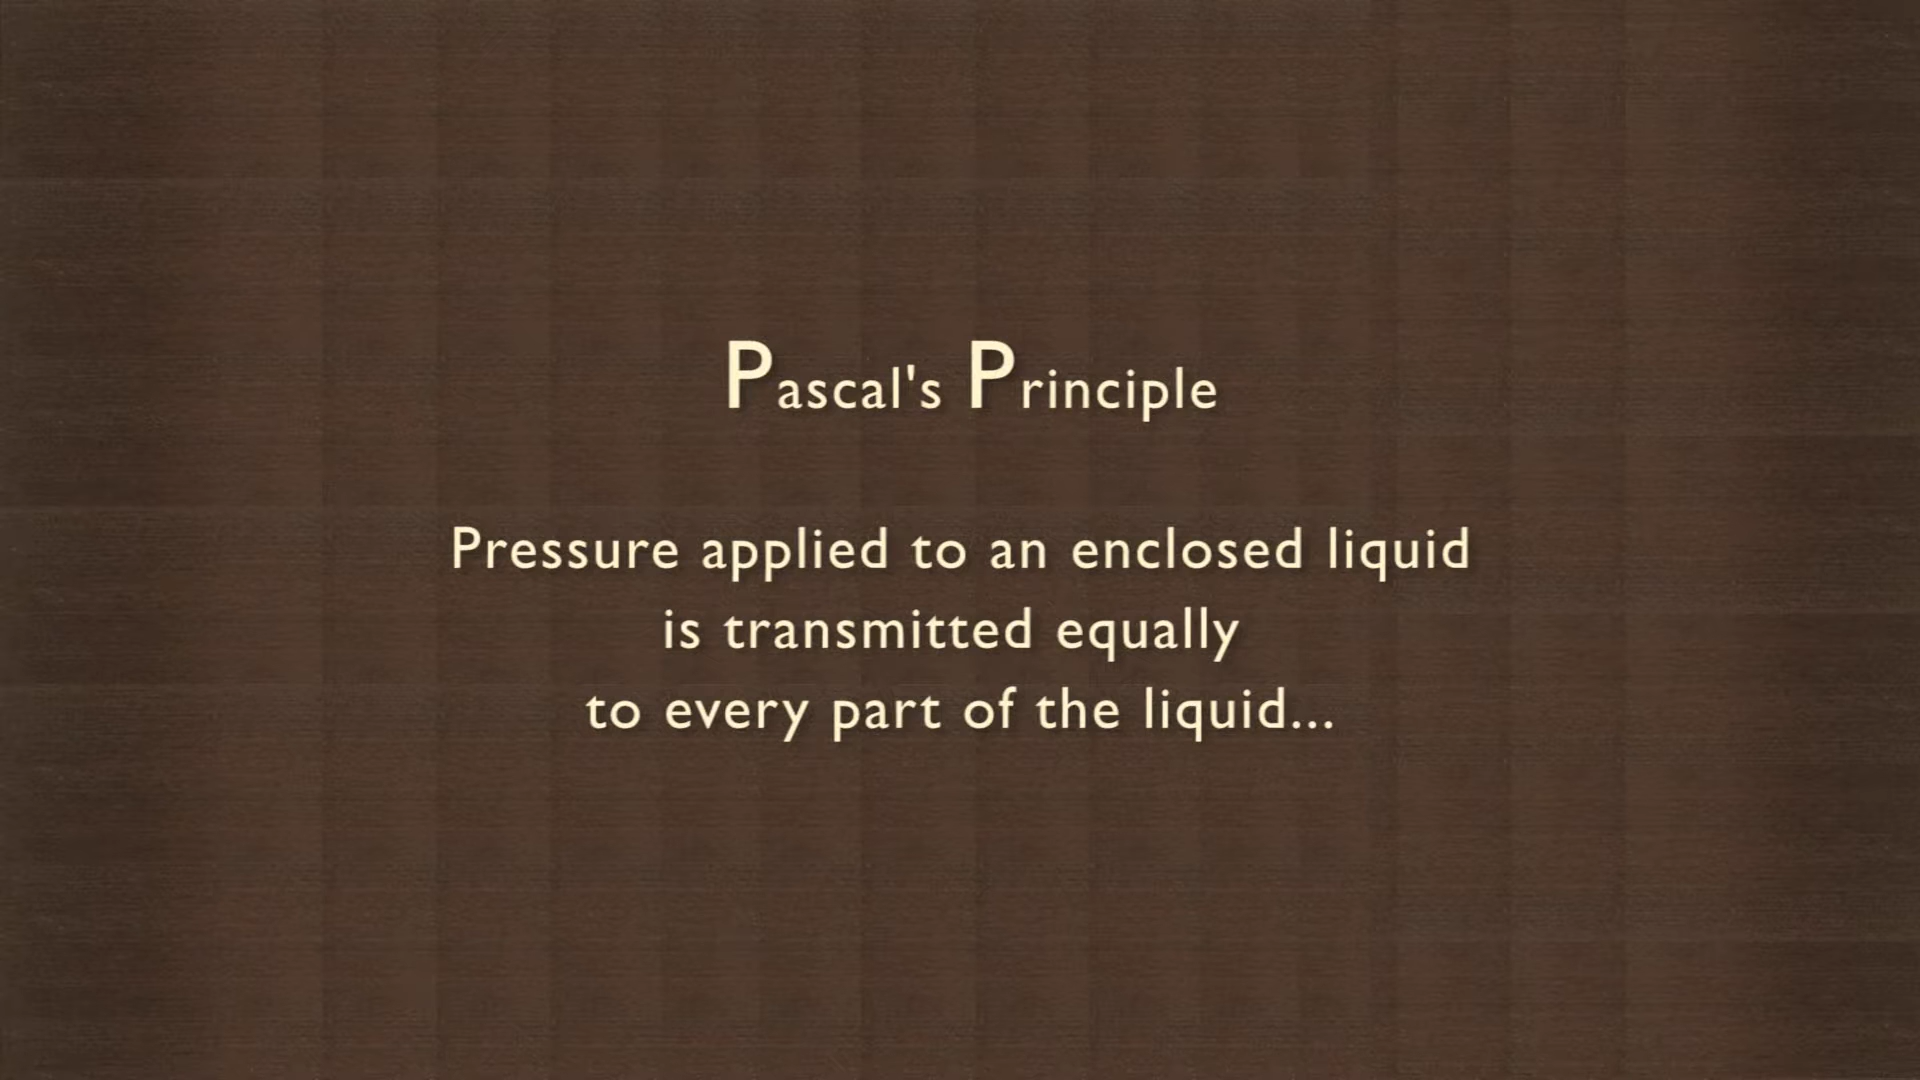 Pascal's Principle
Pressure applied to an enclosed liquid
is transmitted equally
to every part of the liquid...